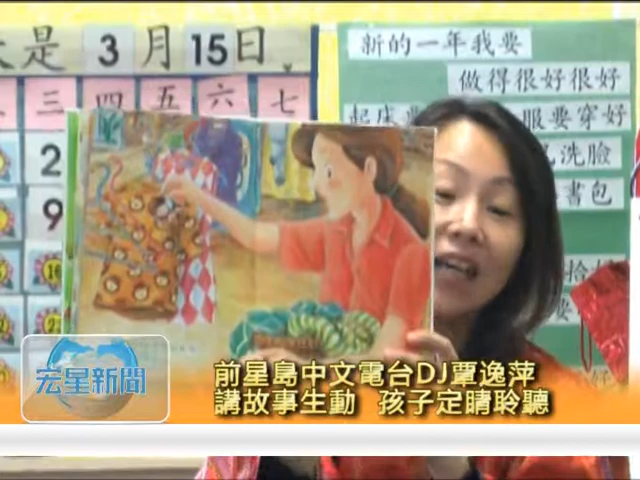 是 3 月 15 日
三 四 五 六 七
2
9
新的一年我要
做得很好很好
起床
服要穿好
洗臉
書包
宏星新聞
前星島中文電台DJ覃逸萍
講故事生動 孩子定睛聆聽